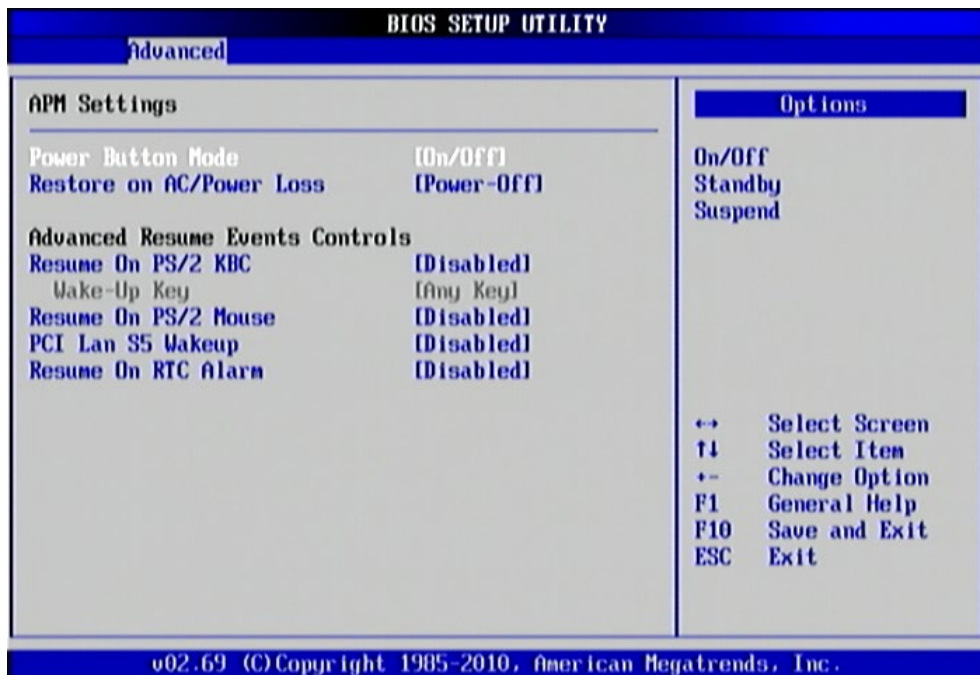 BIOS SETUP UTILITY
Advanced
APM Settings
Power Button Mode [On/Off]
Restore on AC/Power Loss [Power-Off]
Advanced Resume Events Controls
Resume On PS/2 KBC [Disabled]
Wake-Up Key [Any Key]
Resume On PS/2 Mouse [Disabled]
PCI Lan S5 Wakeup [Disabled]
Resume On RTC Alarm [Disabled]
Options
On/Off
Standby
Suspend
←→ Select Screen
↑↓ Select Item
+- Change Option
F1 General Help
F10 Save and Exit
ESC Exit
v02.69 (C)Copyright 1985-2010, American Megatrends, Inc.